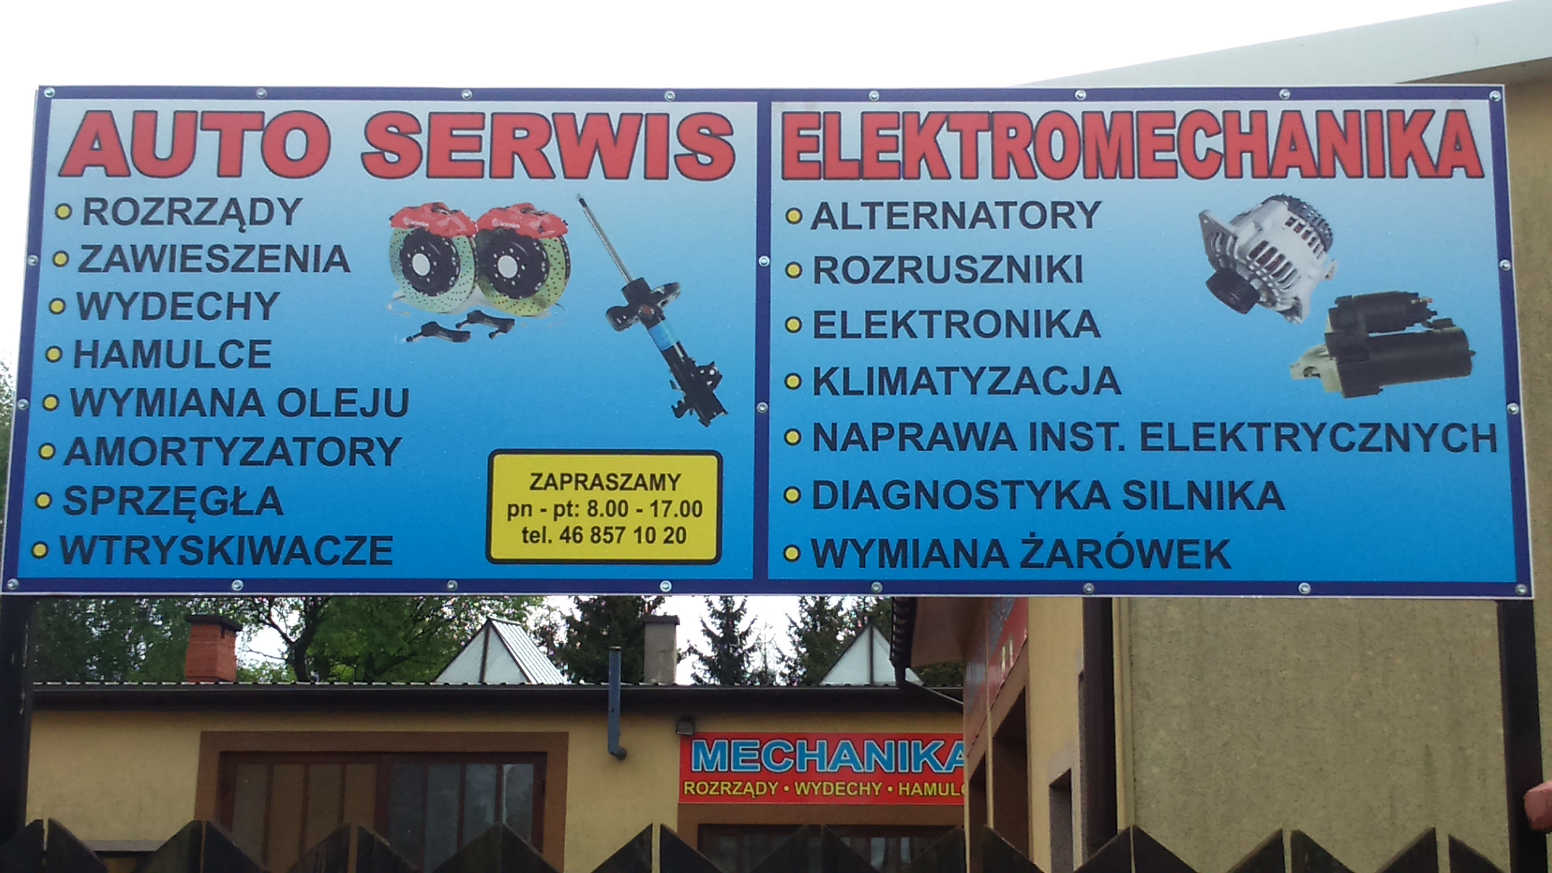 AUTO SERWIS
ROZRZĄDY
ZAWIESZENIA
WYDECHY
HAMULCE
WYMIANA OLEJU
AMORTYZATORY
SPRZĘGŁA
WTRYSKIWACZE
ZAPRASZAMY
pn - pt: 8.00 - 17.00
tel. 46 857 10 20
ELEKTROMECHANIKA
ALTERNATORY
ROZRUSZNIKI
ELEKTRONIKA
KLIMATYZACJA
NAPRAWA INST. ELEKTRYCZNYCH
DIAGNOSTYKA SILNIKA
WYMIANA ŻARÓWEK
MECHANIKA
ROZRZĄDY • WYDECHY • HAMULC